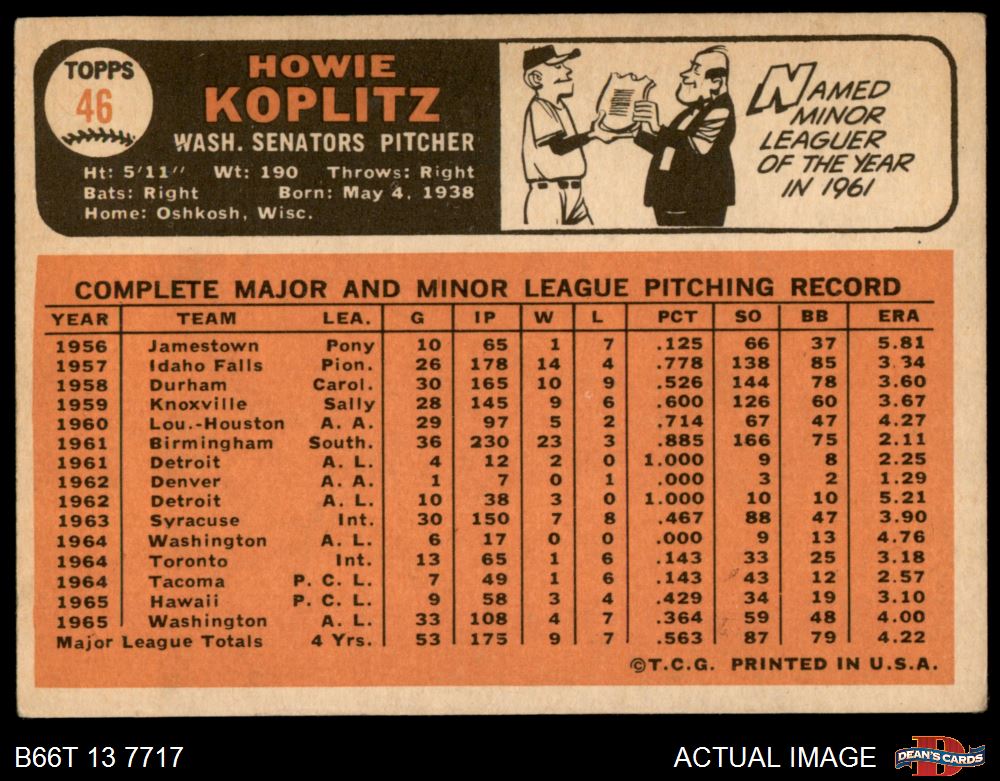 TOPPS
46
HOWIE
KOPLITZ
WASH. SENATORS PITCHER
Ht: 5'11" Wt: 190 Throws: Right
Bats: Right Born: May 4, 1938
Home: Oshkosh, Wisc.
NAMED
MINOR
LEAGUER
OF THE YEAR
IN 1961
COMPLETE MAJOR AND MINOR LEAGUE PITCHING RECORD
YEAR TEAM LEA. G IP W L PCT SO BB ERA
1956 Jamestown Pony 10 65 1 7 .125 66 37 5.81
1957 Idaho Falls Pion. 26 178 14 4 .778 138 85 3.34
1958 Durham Carol. 30 165 10 9 .526 144 78 3.60
1959 Knoxville Sally 28 145 9 6 .600 126 60 3.67
1960 Lou.-Houston A. A. 29 97 5 2 .714 67 47 4.27
1961 Birmingham South. 36 230 23 3 .885 166 75 2.11
1961 Detroit A. L. 4 12 2 0 1.000 9 8 2.25
1962 Denver A. A. 1 7 0 1 .000 3 2 1.29
1962 Detroit A. L. 10 38 3 0 1.000 10 10 5.21
1963 Syracuse Int. 30 150 7 8 .467 88 47 3.90
1964 Washington A. L. 6 17 0 0 .000 9 13 4.76
1964 Toronto Int. 13 65 1 6 .143 33 25 3.18
1964 Tacoma P. C. L. 7 49 1 6 .143 43 12 2.57
1965 Hawaii P. C. L. 9 58 3 4 .429 34 19 3.10
1965 Washington A. L. 33 108 4 7 .364 59 48 4.00
Major League Totals 4 Yrs. 53 175 9 7 .563 87 79 4.22
©T.C.G. PRINTED IN U.S.A.
B66T 13 7717
ACTUAL IMAGE
DEAN'S CARDS